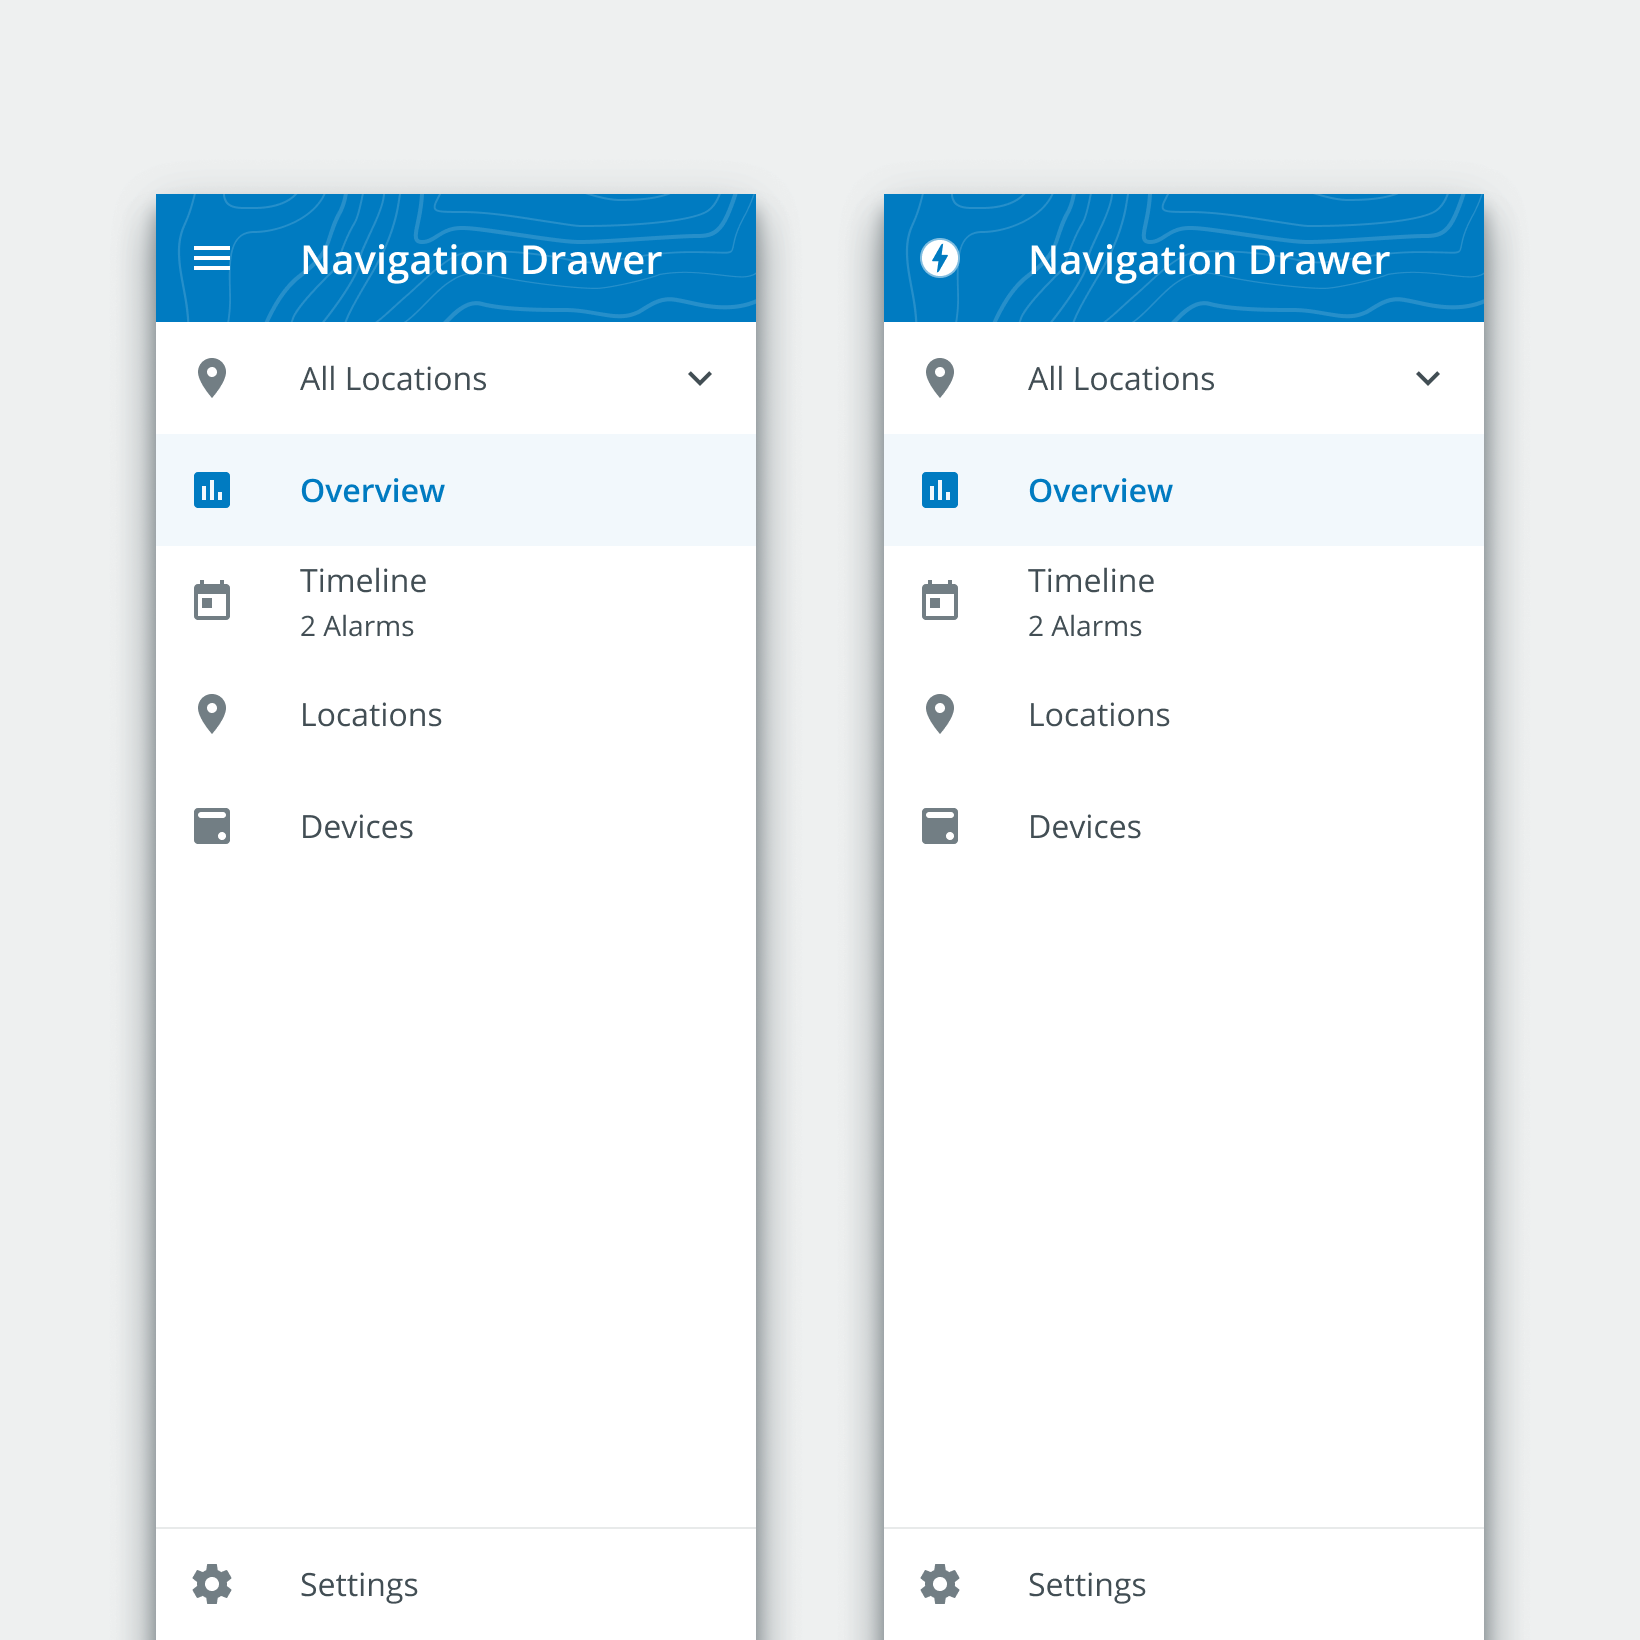 Navigation Drawer
All Locations
Overview
Timeline
2 Alarms
Locations
Devices
Settings
Navigation Drawer
All Locations
Overview
Timeline
2 Alarms
Locations
Devices
Settings